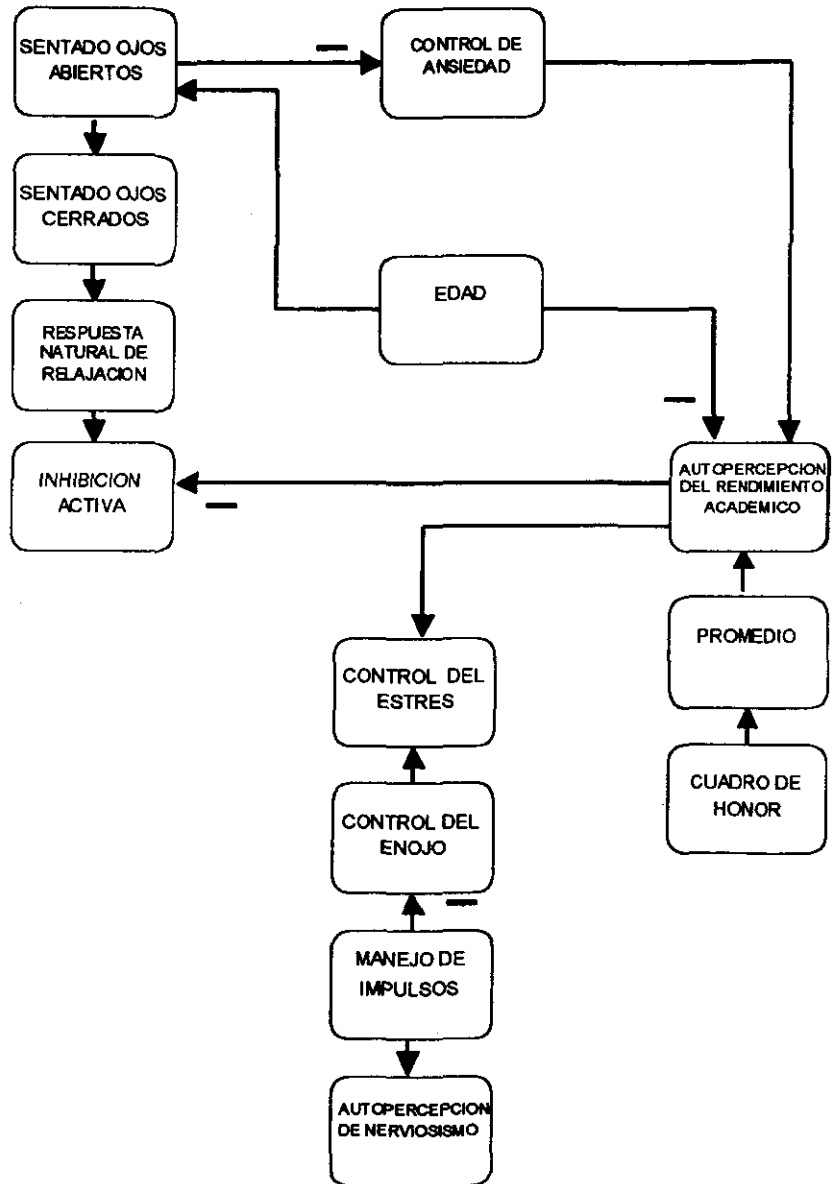 SENTADO OJOS
ABIERTOS
CONTROL DE
ANSIEDAD
SENTADO OJOS
CERRADOS
EDAD
RESPUESTA
NATURAL DE
RELAJACION
INHIBICION
ACTIVA
AUTOPERCEPCION
DEL RENDIMIENTO
ACADEMICO
PROMEDIO
CONTROL DEL
ESTRES
CUADRO DE
HONOR
CONTROL DEL
ENOJO
MANEJO DE
IMPULSOS
AUTOPERCEPCION
DE NERVIOSISMO